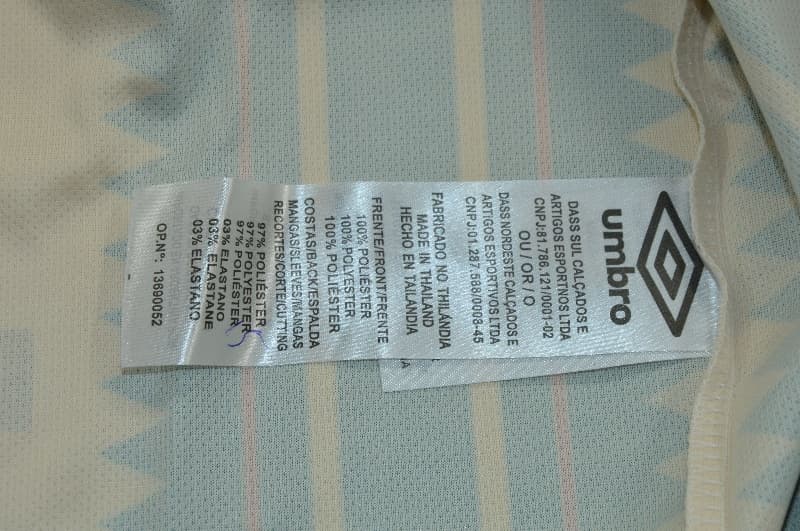 umbro
DASS SUL CALÇADOS E
ARTIGOS ESPORTINOS LTDA
CNPJ:81.786.121/0001-02
OU / OR / O
DASS NORDESTE CALÇADOS E
ARTIGOS ESPORTIVOS LTDA
CNPJ:01.287.588/0008-45
FABRICADO NO THILÂNDIA
MADE IN THAILAND
HECHO EN TAILANDIA
FRENTE/FRONT/FRENTE
100% POLIÉSTER
100% POLYESTER
100% POLIÉSTER
COSTAS/BACK/ESPALDA
MANGAS/SLEEVES/MANGAS
RECORTES/CORTE/CUTTING
97% POLIÉSTER
97% POLYESTER
97% POLIÉSTER
03% ELASTANO
03% ELASTANE
03% ELASTANO
OP.Nº: 13690052